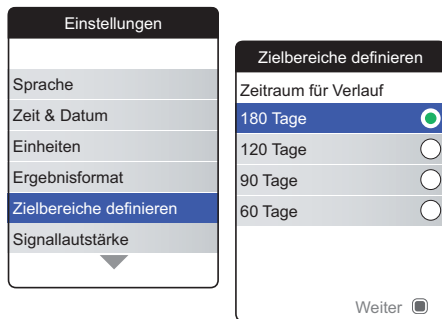 Einstellungen
Sprache
Zeit & Datum
Einheiten
Ergebnisformat
Zielbereiche definieren
Signallautstärke
Zielbereiche definieren
Zeitraum für Verlauf
180 Tage
120 Tage
90 Tage
60 Tage
Weiter